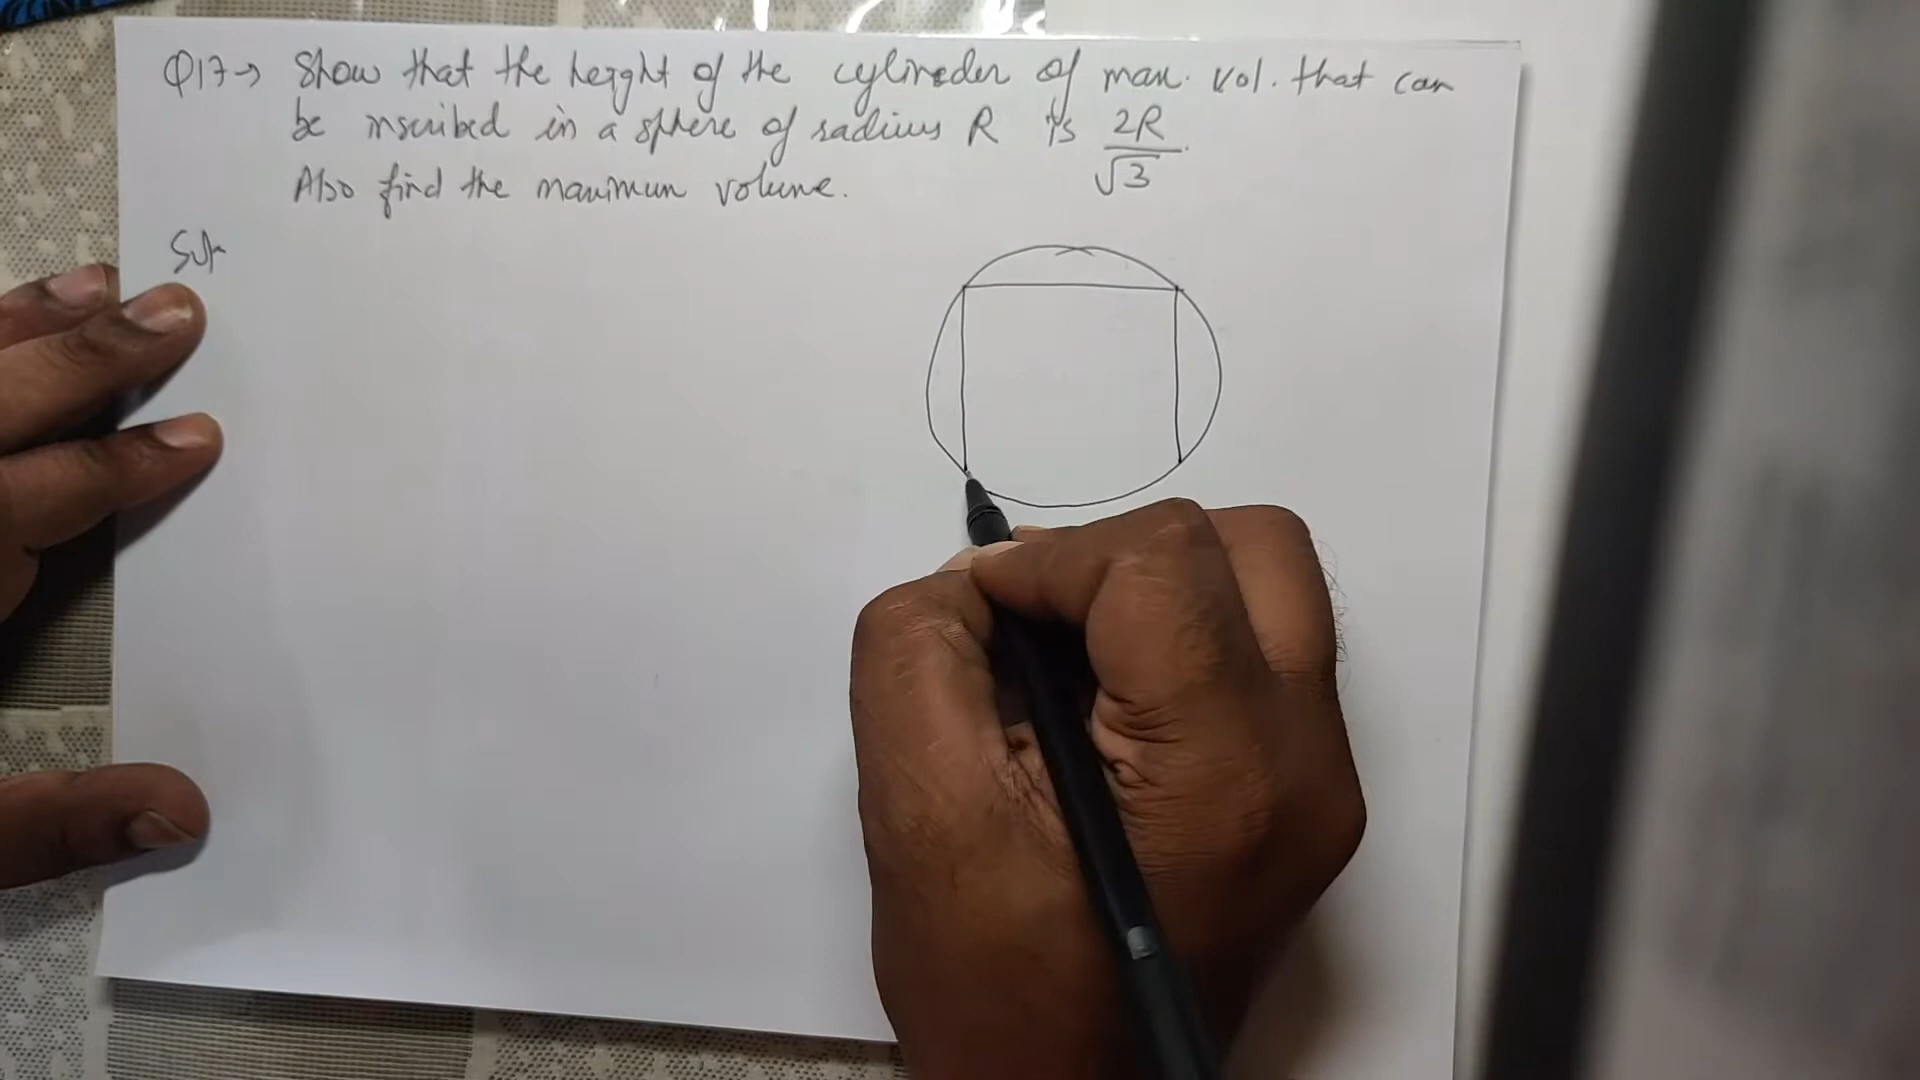 Q17→ Show that the height of the cylinder of max. vol. that can
be inscribed in a sphere of radius R is 2R/√3.
Also find the maximum volume.
Soln